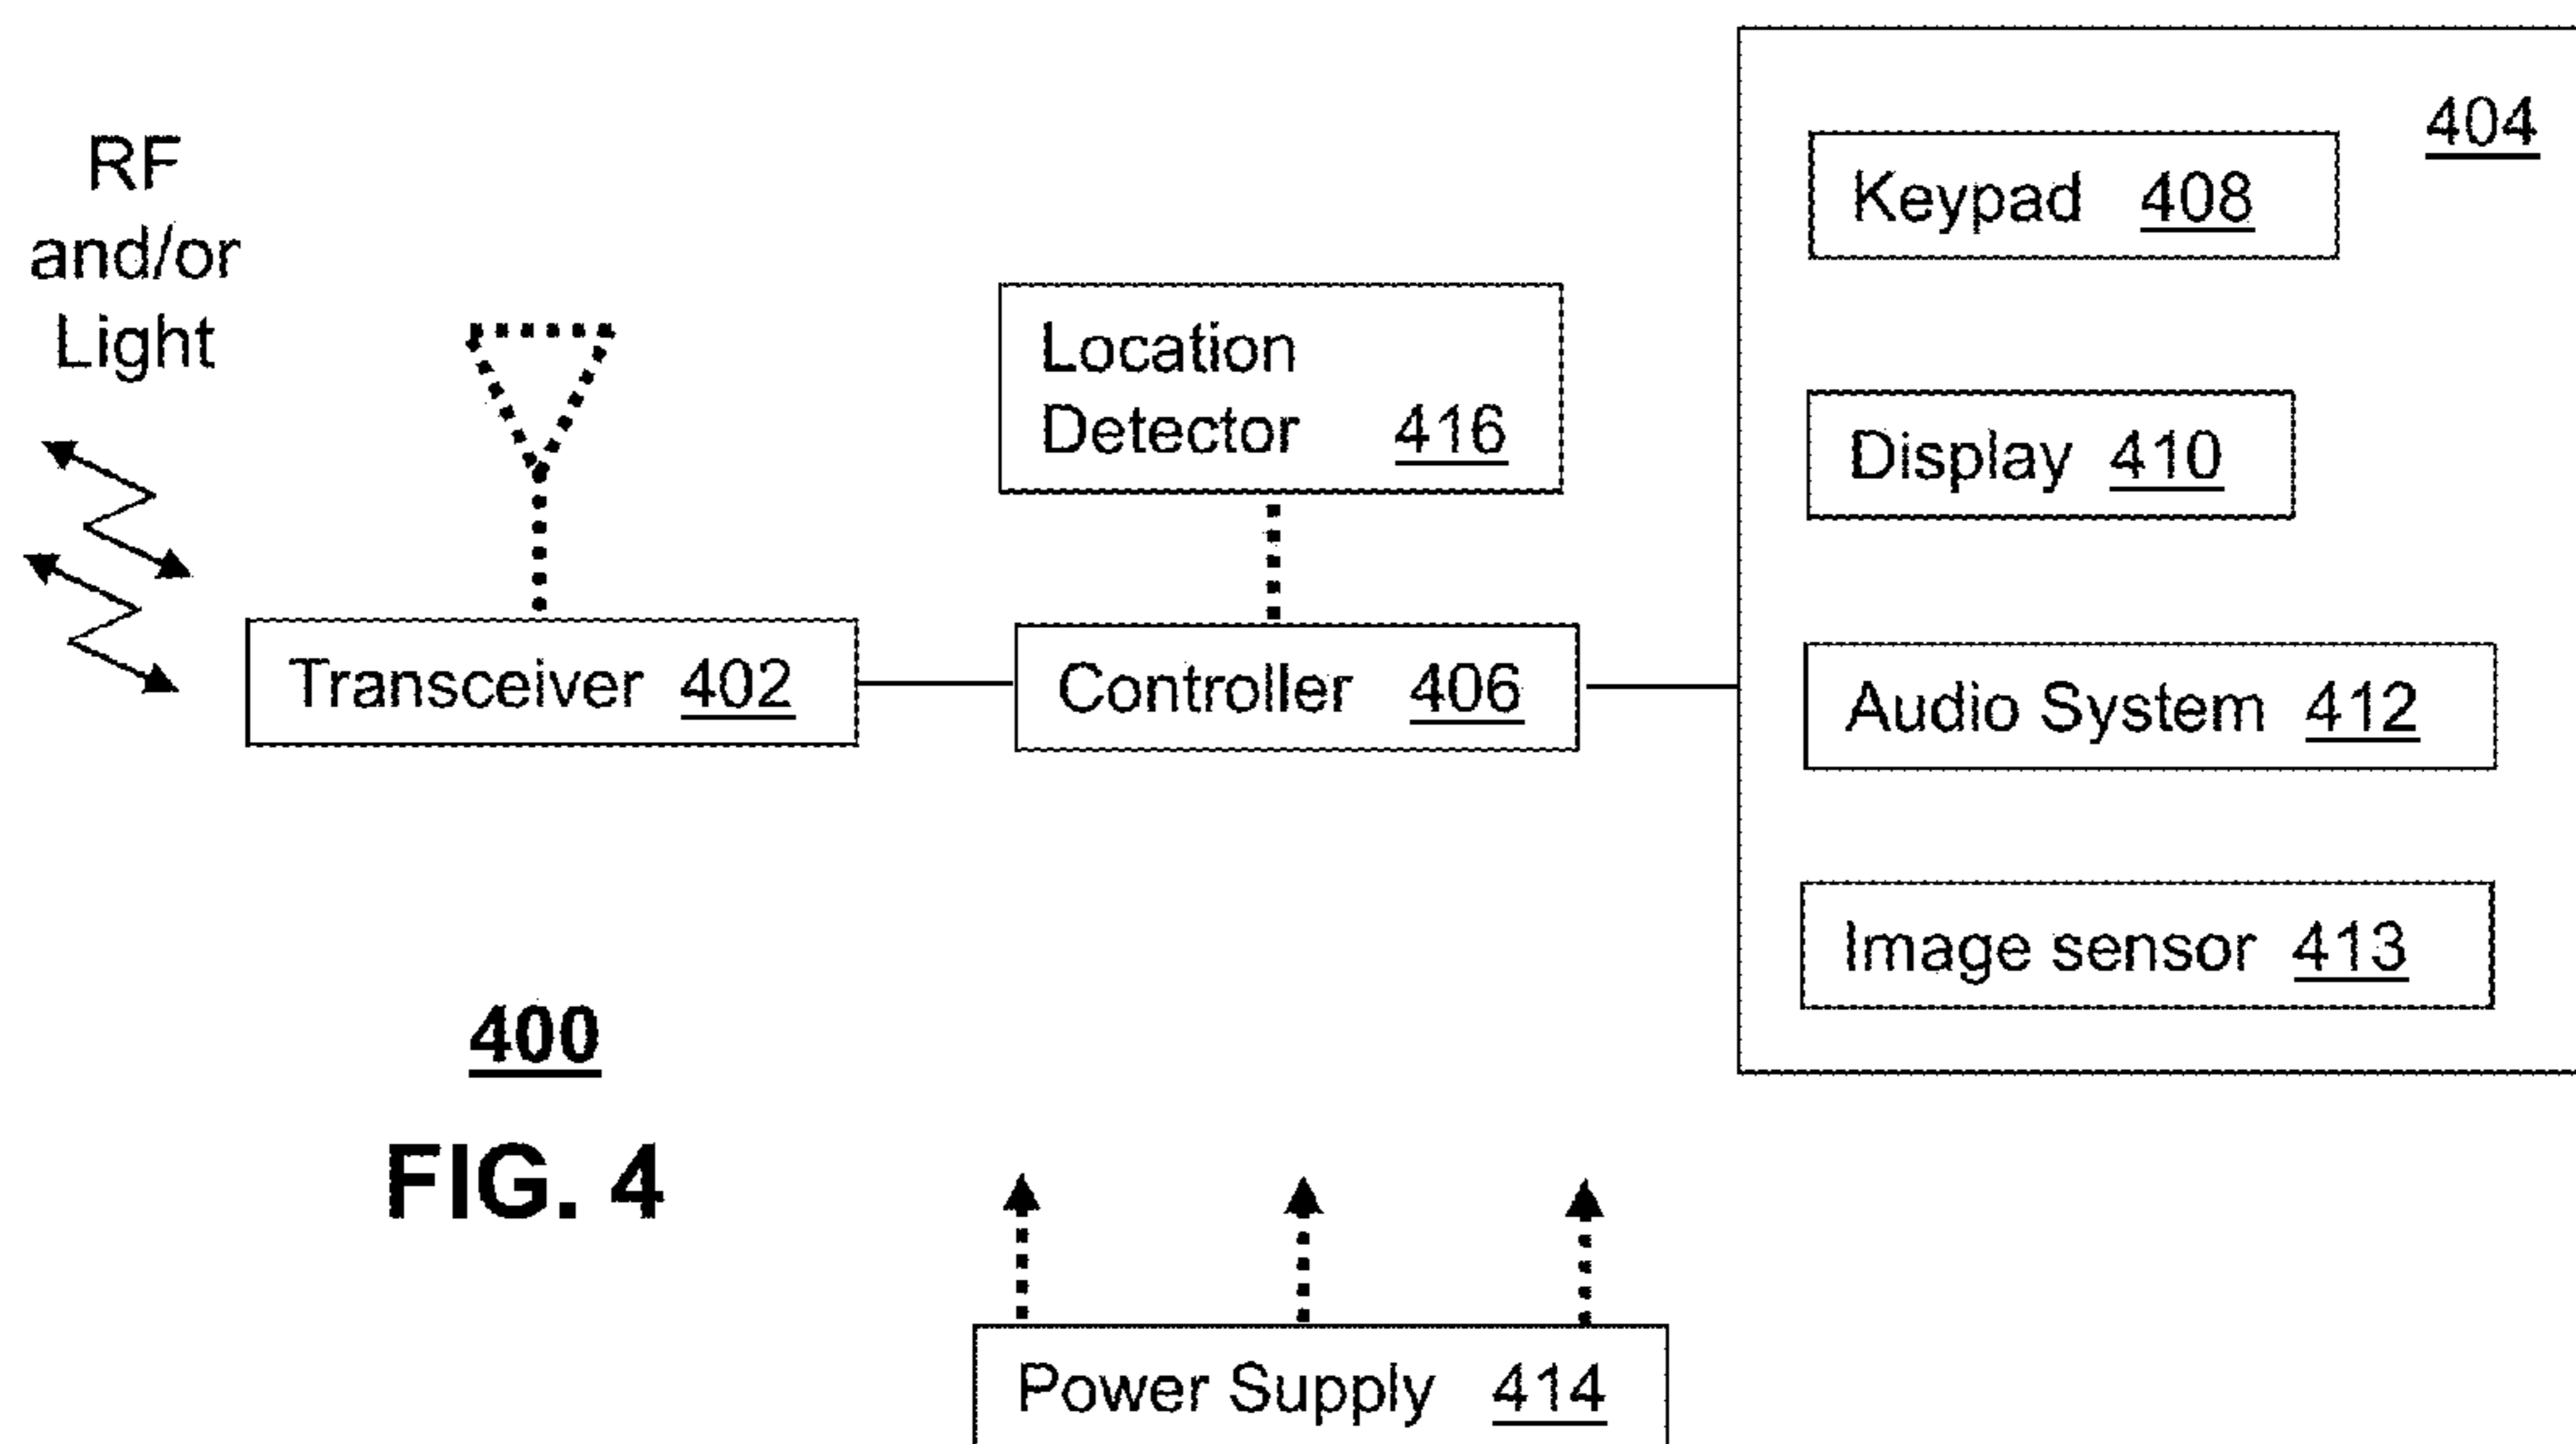 RF
and/or
Light
404
Keypad 408
Location
Detector 416
Display 410
Transceiver 402
Controller 406
Audio System 412
Image sensor 413
400
FIG. 4
Power Supply 414